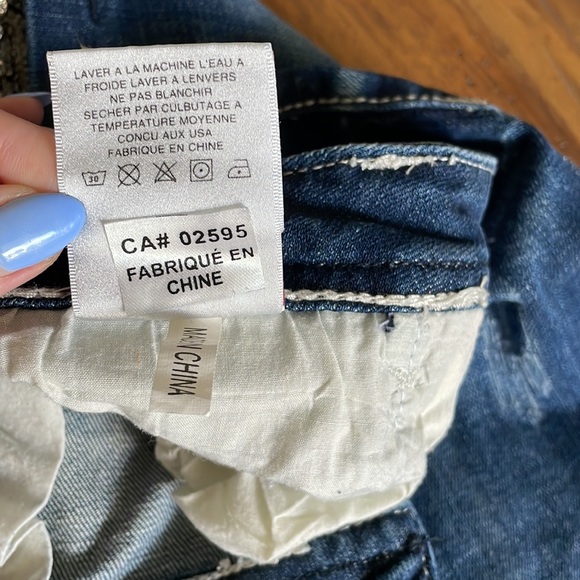 LAVER A LA MACHINE L'EAU A
FROIDE LAVER A L'ENVERS
NE PAS BLANCHIR
SECHER PAR CULBUTAGE A
TEMPERATURE MOYENNE
CONCU AUX USA
FABRIQUE EN CHINE
30
CA# 02595
FABRIQUÉ EN
CHINE
CHINA